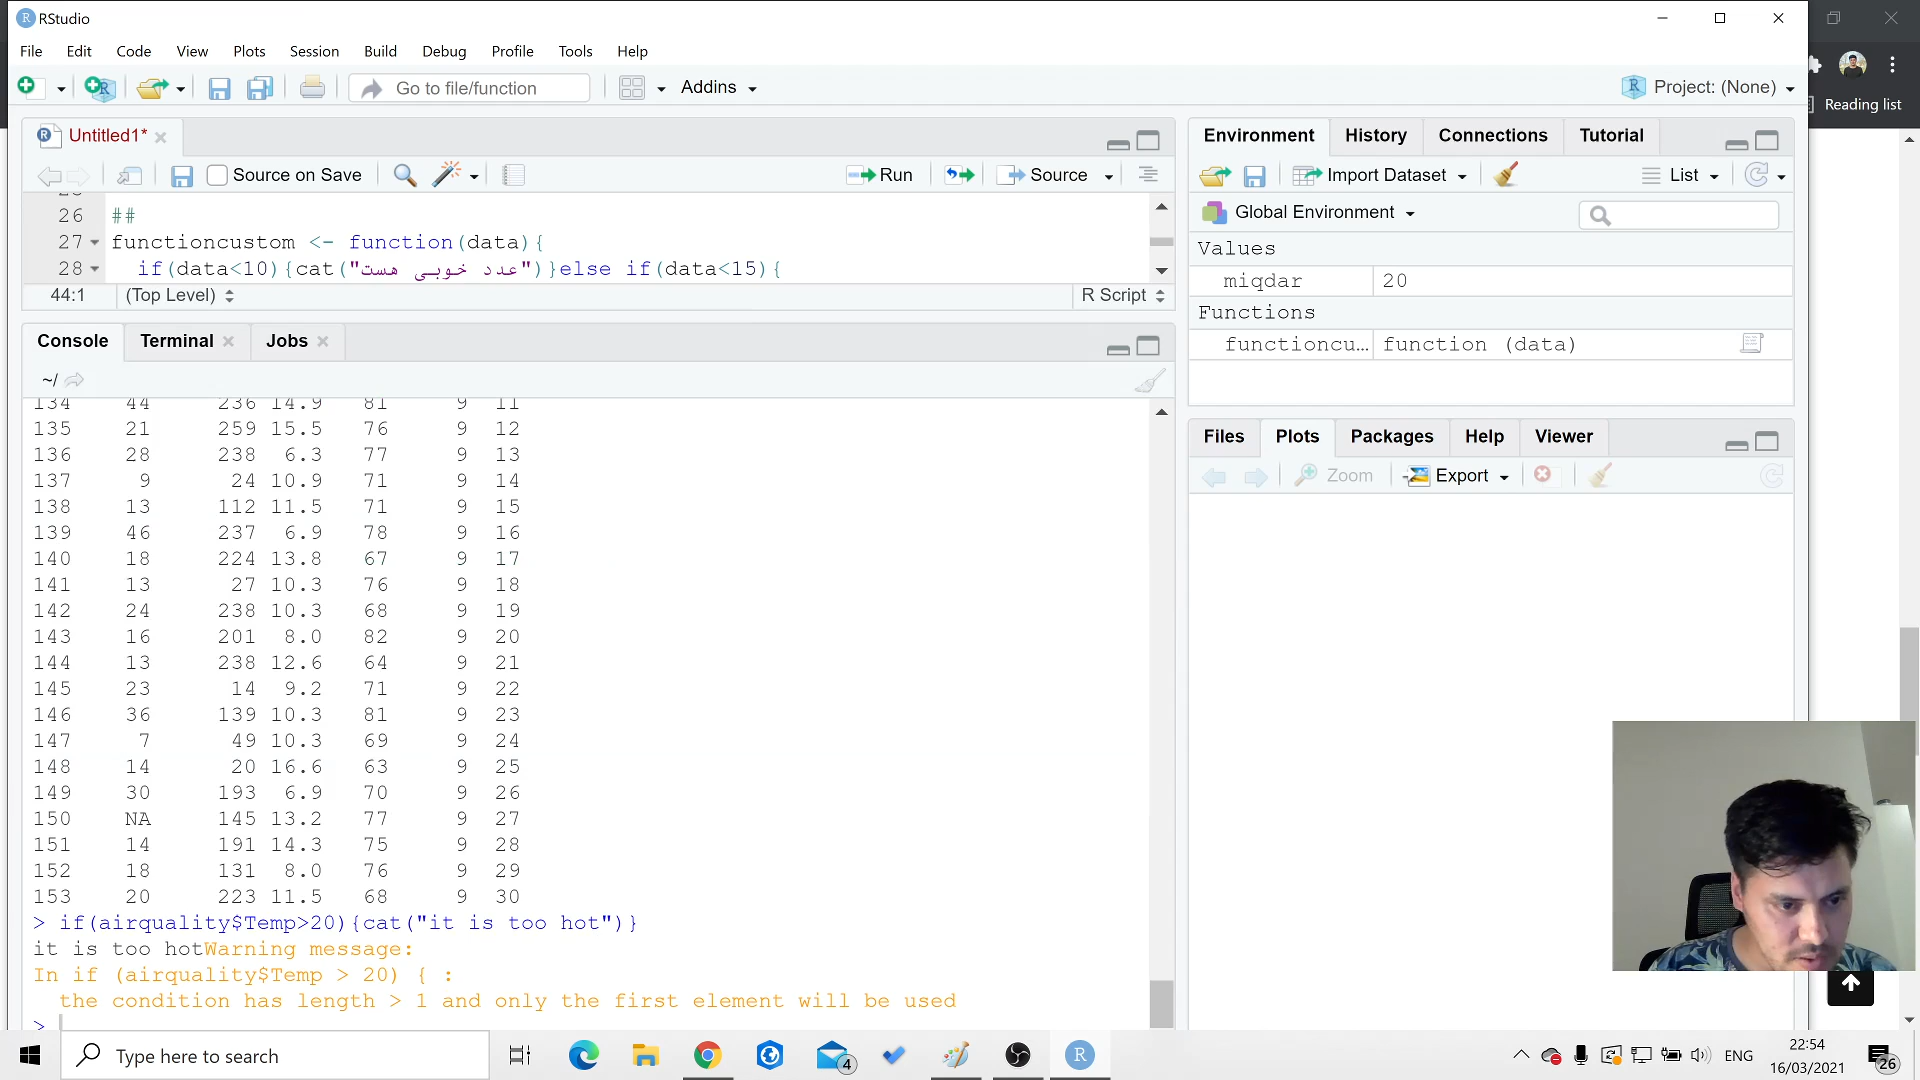 RStudio
File Edit Code View Plots Session Build Debug Profile Tools Help
Go to file/function Addins Project: (None)
Reading list
Untitled1*
Source on Save Run Source
26 ##
27 functioncustom <- function(data){
28 if(data<10){cat("عدد خوبی هست")}else if(data<15){
44:1 (Top Level) R Script
Console Terminal Jobs
~/
134 44 236 14.9 81 9 11
135 21 259 15.5 76 9 12
136 28 238 6.3 77 9 13
137 9 24 10.9 71 9 14
138 13 112 11.5 71 9 15
139 46 237 6.9 78 9 16
140 18 224 13.8 67 9 17
141 13 27 10.3 76 9 18
142 24 238 10.3 68 9 19
143 16 201 8.0 82 9 20
144 13 238 12.6 64 9 21
145 23 14 9.2 71 9 22
146 36 139 10.3 81 9 23
147 7 49 10.3 69 9 24
148 14 20 16.6 63 9 25
149 30 193 6.9 70 9 26
150 NA 145 13.2 77 9 27
151 14 191 14.3 75 9 28
152 18 131 8.0 76 9 29
153 20 223 11.5 68 9 30
> if(airquality$Temp>20){cat("it is too hot")}
it is too hotWarning message:
In if (airquality$Temp > 20) { :
the condition has length > 1 and only the first element will be used
>
Environment History Connections Tutorial
Import Dataset List
Global Environment
Values
miqdar 20
Functions
functioncu... function (data)
Files Plots Packages Help Viewer
Zoom Export
Type here to search
4
ENG
22:54
16/03/2021
26